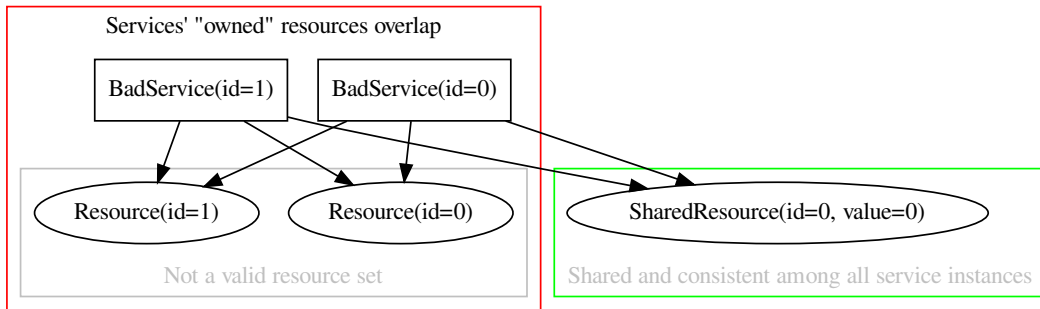 Services' "owned" resources overlap
BadService(id=1)
BadService(id=0)
Resource(id=1)
Resource(id=0)
SharedResource(id=0, value=0)
Not a valid resource set
Shared and consistent among all service instances